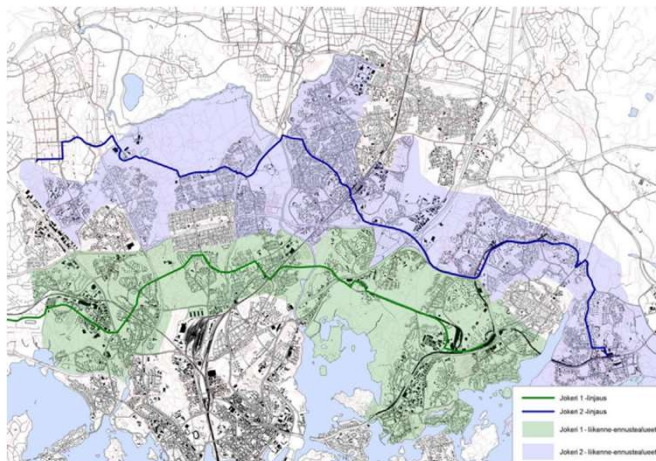 Jokeri 1 -linjaus
Jokeri 2 -linjaus
Jokeri 1 - liikenne-ennustealueet
Jokeri 2 - liikenne-ennustealueet